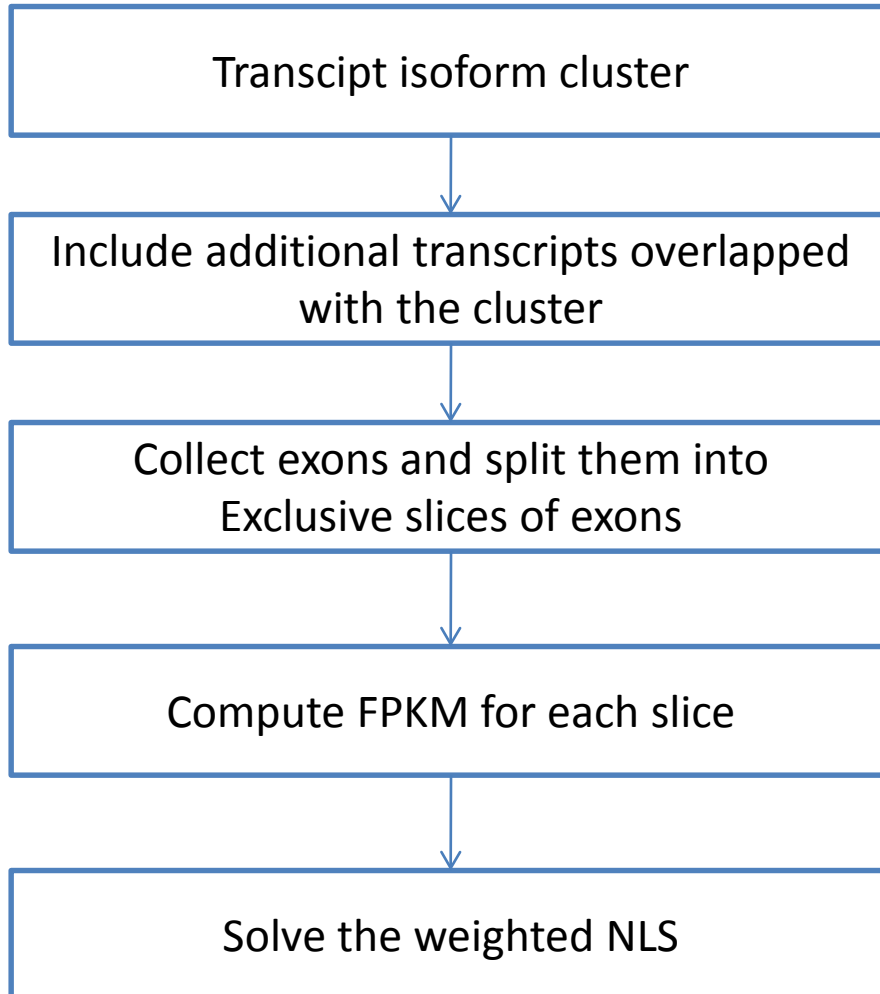 Transcipt isoform cluster
Include additional transcripts overlapped
with the cluster
Collect exons and split them into
Exclusive slices of exons
Compute FPKM for each slice
Solve the weighted NLS